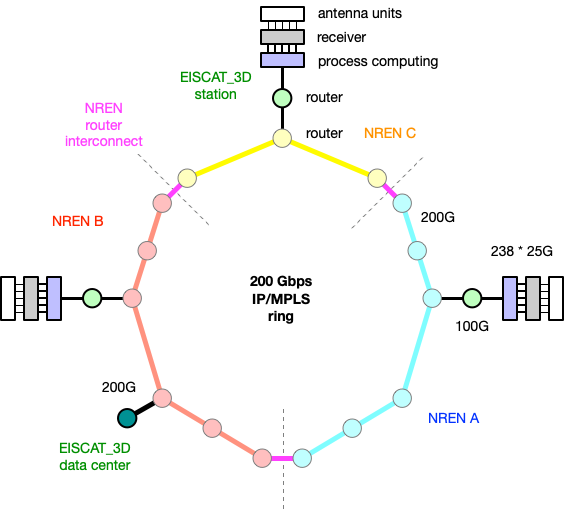 antenna units
receiver
process computing
EISCAT_3D
station
router
NREN
router
interconnect
router
NREN C
NREN B
200G
238 * 25G
200 Gbps
IP/MPLS
ring
100G
200G
NREN A
EISCAT_3D
data center